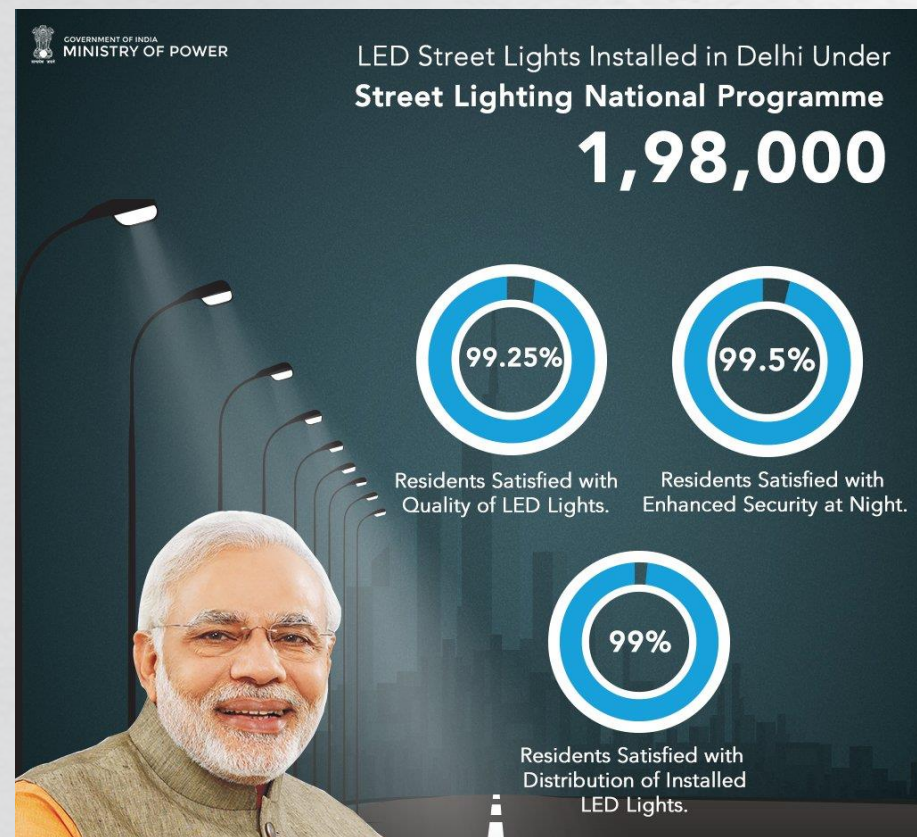 GOVERNMENT OF INDIA
MINISTRY OF POWER
LED Street Lights Installed in Delhi Under
Street Lighting National Programme
1,98,000
99.25%
Residents Satisfied with
Quality of LED Lights.
99.5%
Residents Satisfied with
Enhanced Security at Night.
99%
Residents Satisfied with
Distribution of Installed
LED Lights.